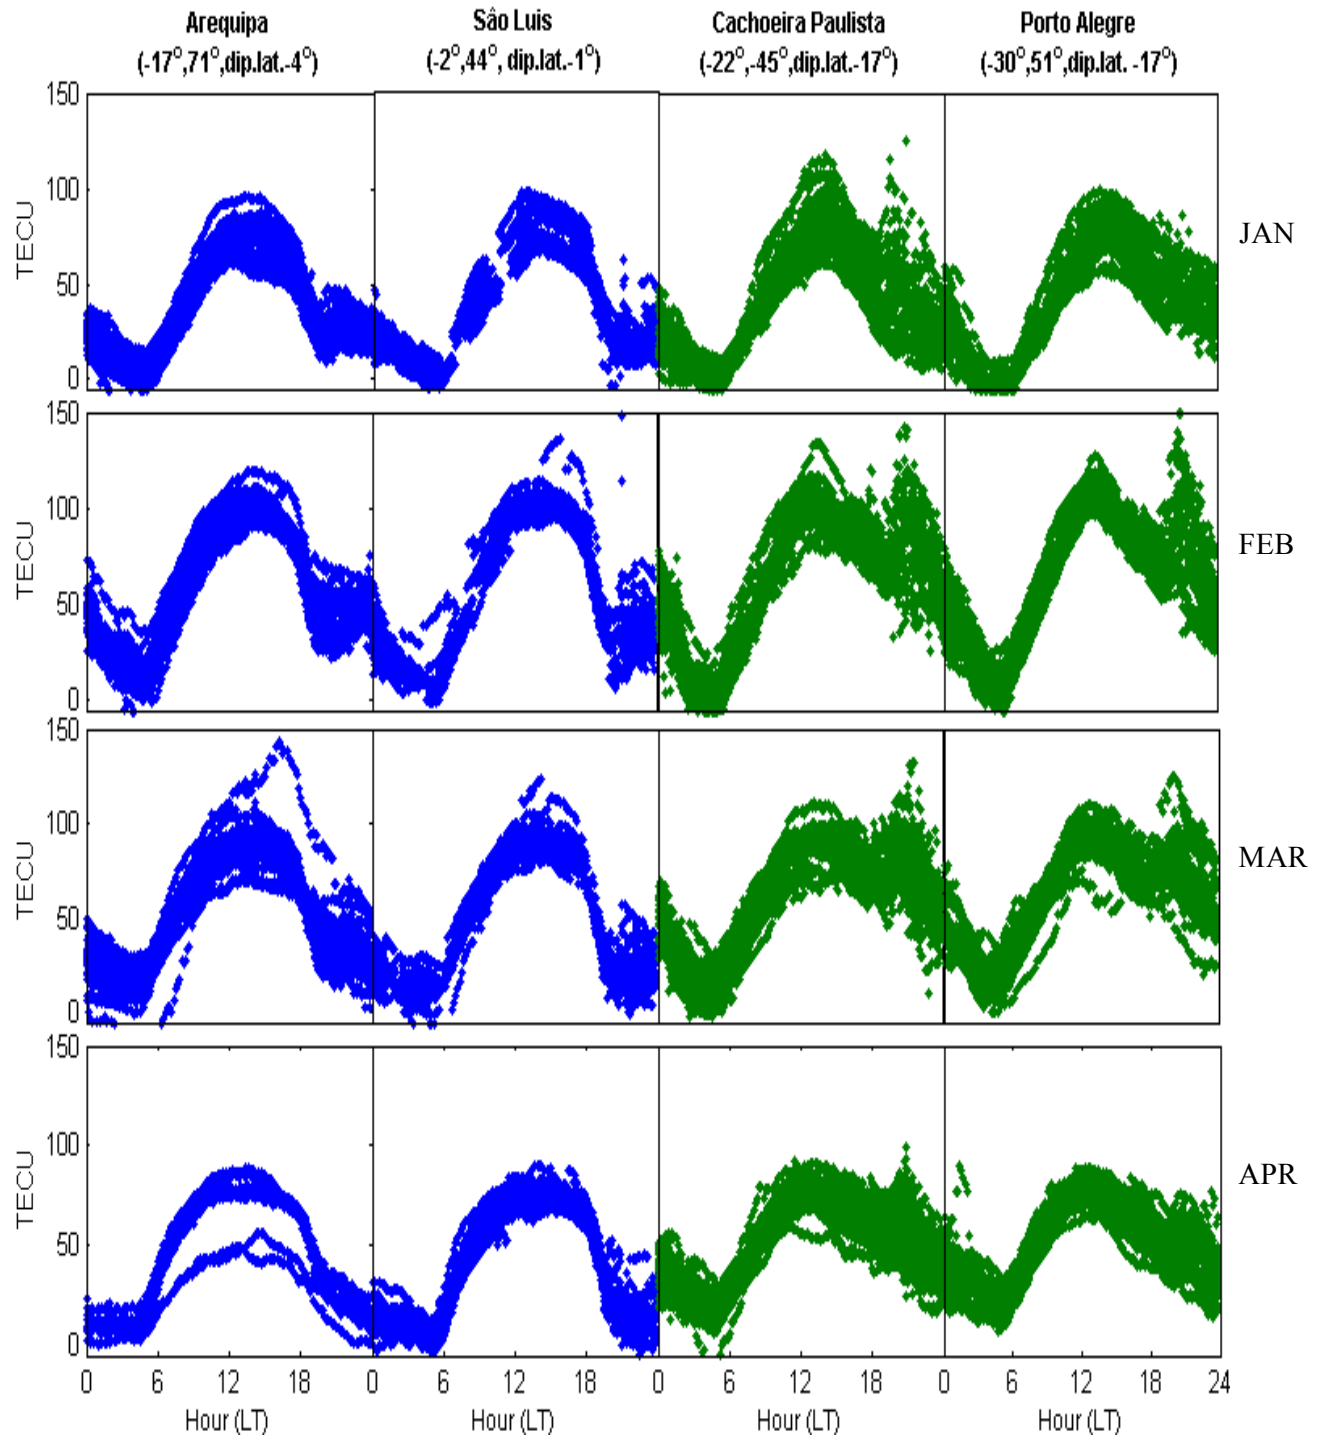 Arequipa
(-17°,71°,dip.lat.-4°)
Sâo Luis
(-2°,44°, dip.lat.-1°)
Cachoeira Paulista
(-22°,-45°,dip.lat.-17°)
Porto Alegre
(-30°,51°,dip.lat. -17°)
150
100
50
0
TECU
JAN
150
100
50
0
TECU
FEB
150
100
50
0
TECU
MAR
150
100
50
0
TECU
APR
0 6 12 18 0 6 12 18 0 6 12 18 0 6 12 18 24
Hour (LT) Hour (LT) Hour (LT) Hour (LT)